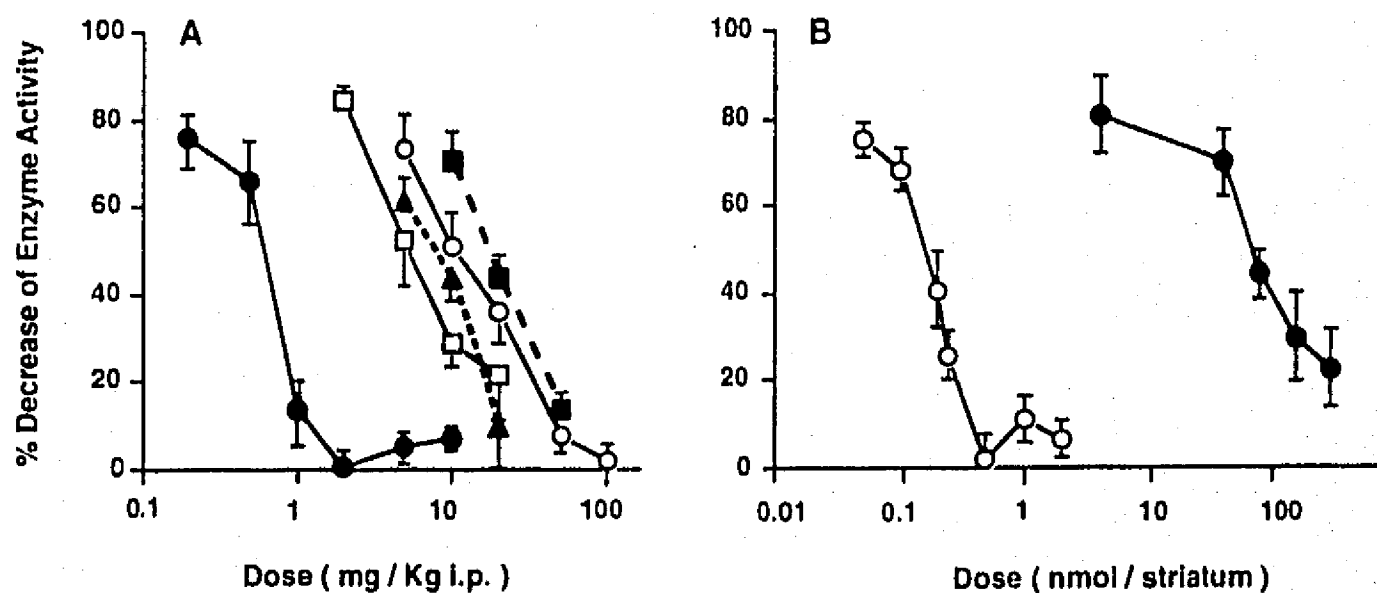 A
% Decrease of Enzyme Activity
100
80
60
40
20
0
0.1 1 10 100
Dose ( mg / Kg i.p. )
B
100
80
60
40
20
0
0.01 0.1 1 10 100
Dose ( nmol / striatum )